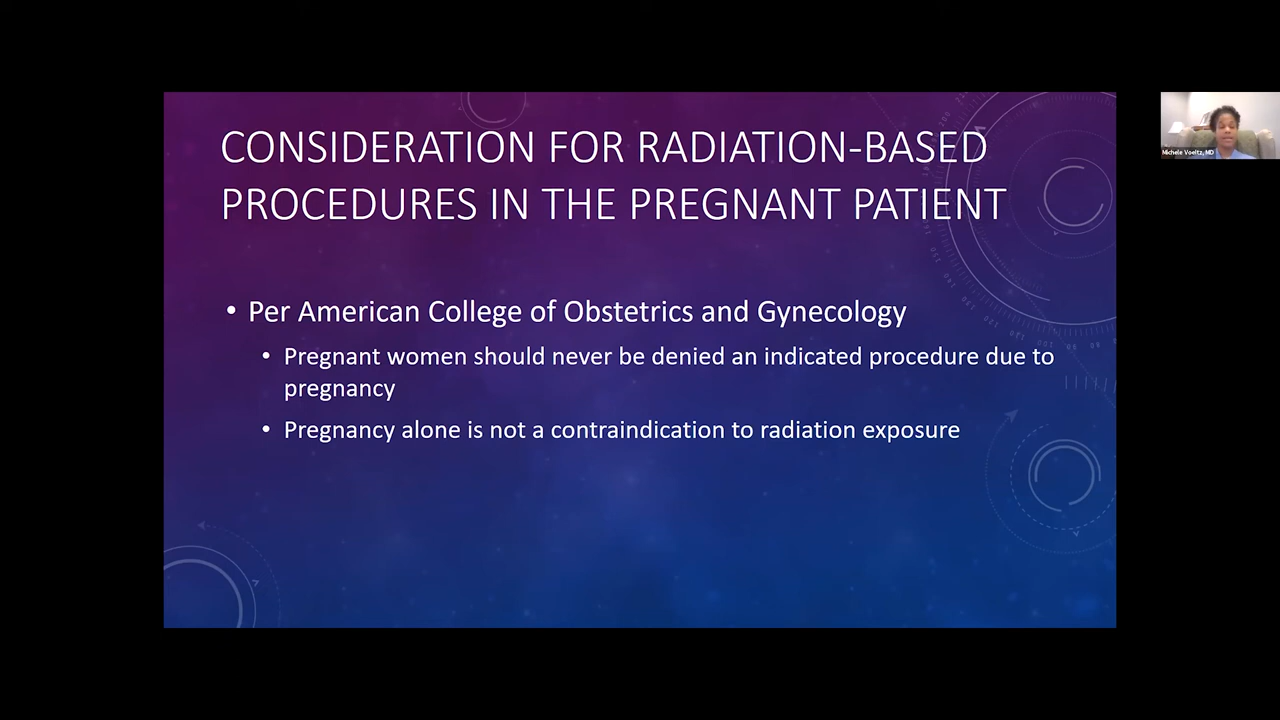 CONSIDERATION FOR RADIATION-BASED
PROCEDURES IN THE PREGNANT PATIENT
• Per American College of Obstetrics and Gynecology
• Pregnant women should never be denied an indicated procedure due to
pregnancy
• Pregnancy alone is not a contraindication to radiation exposure
Michele Voeltz, MD